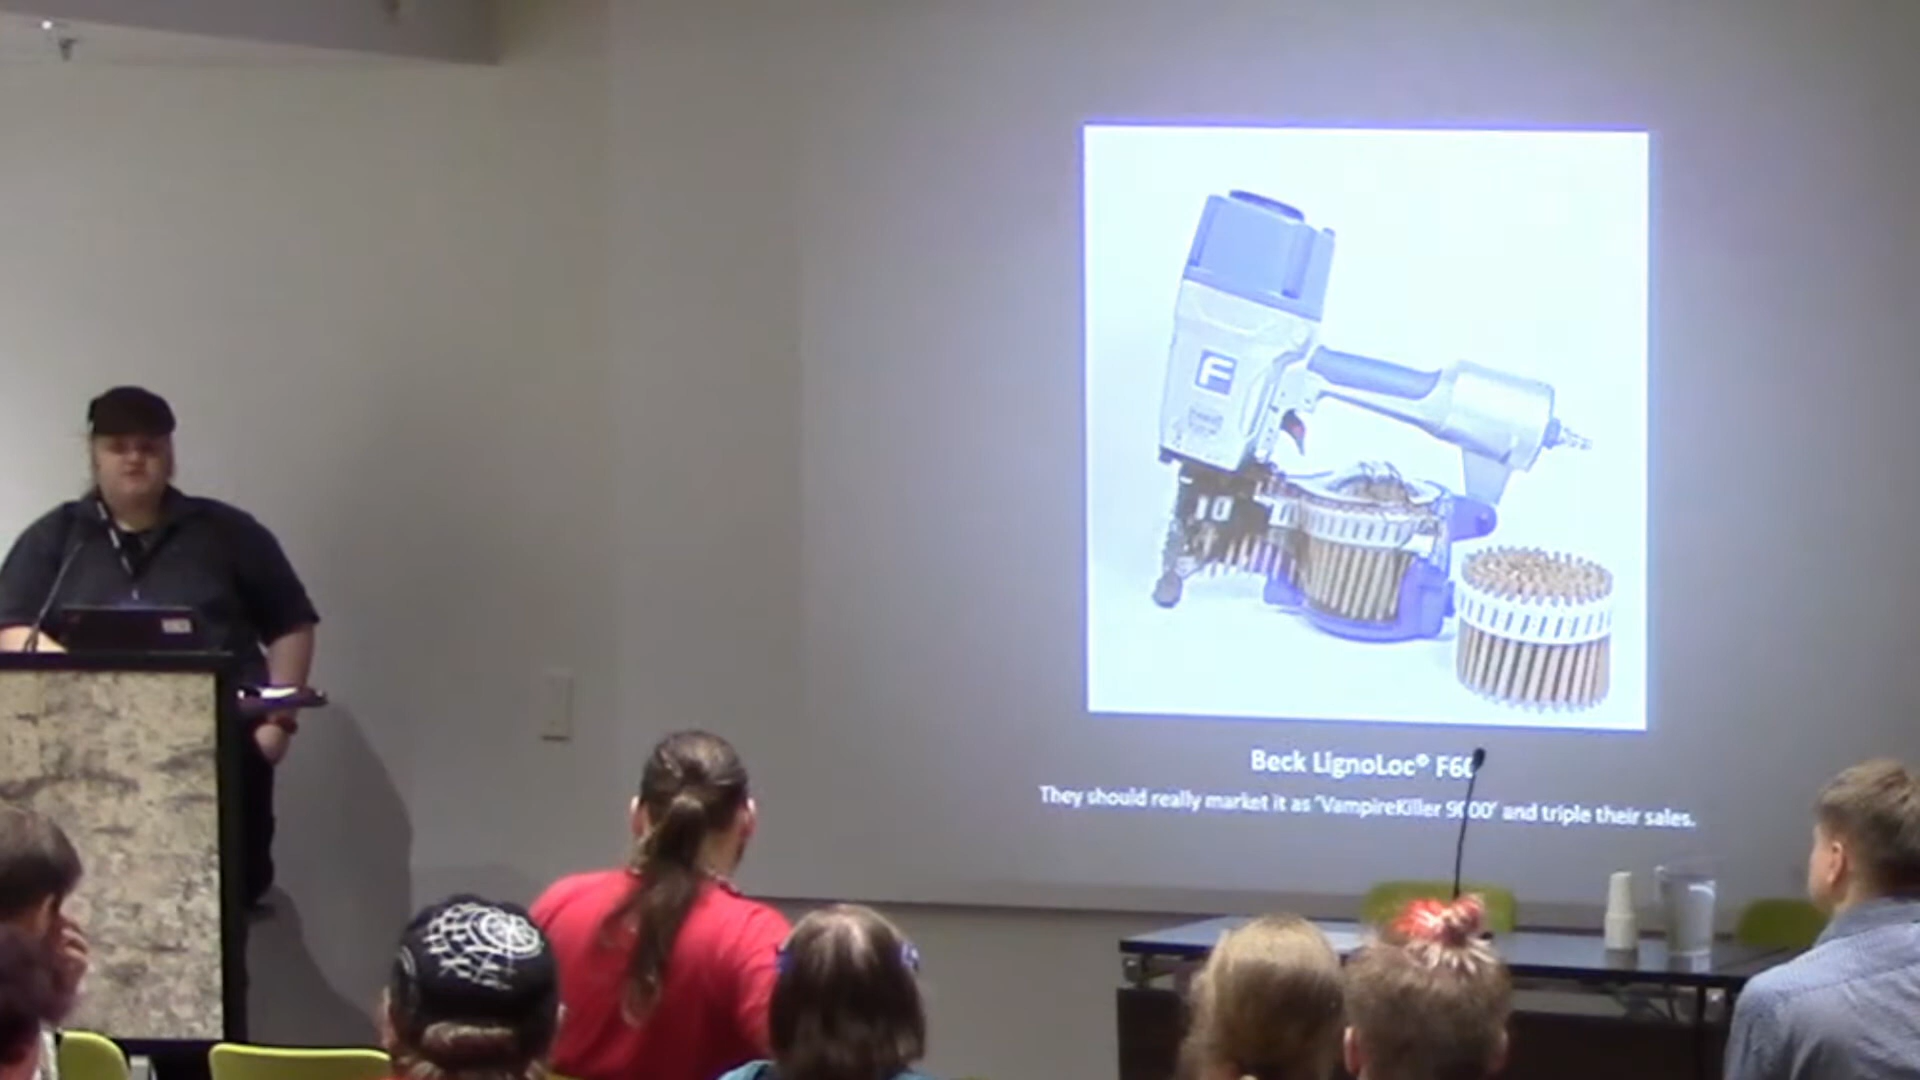 F
Beck LignoLoc® F60
They should really market it as 'VampireKiller 9000' and triple their sales.